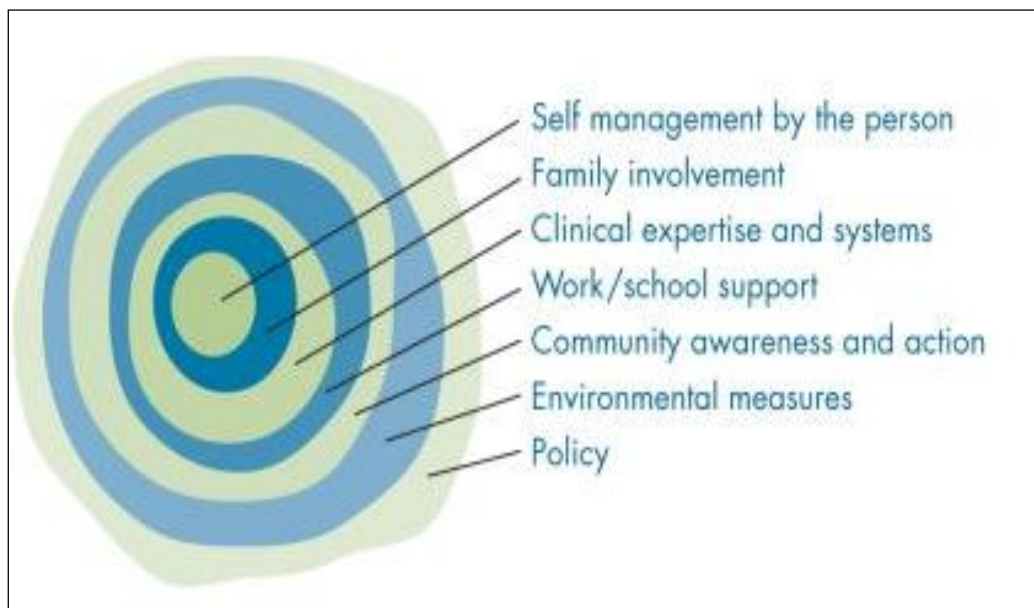 Self management by the person
Family involvement
Clinical expertise and systems
Work/school support
Community awareness and action
Environmental measures
Policy